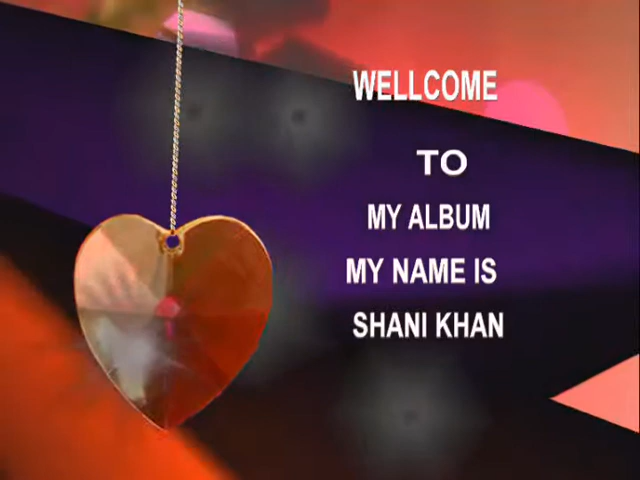 WELLCOME
TO
MY ALBUM
MY NAME IS
SHANI KHAN